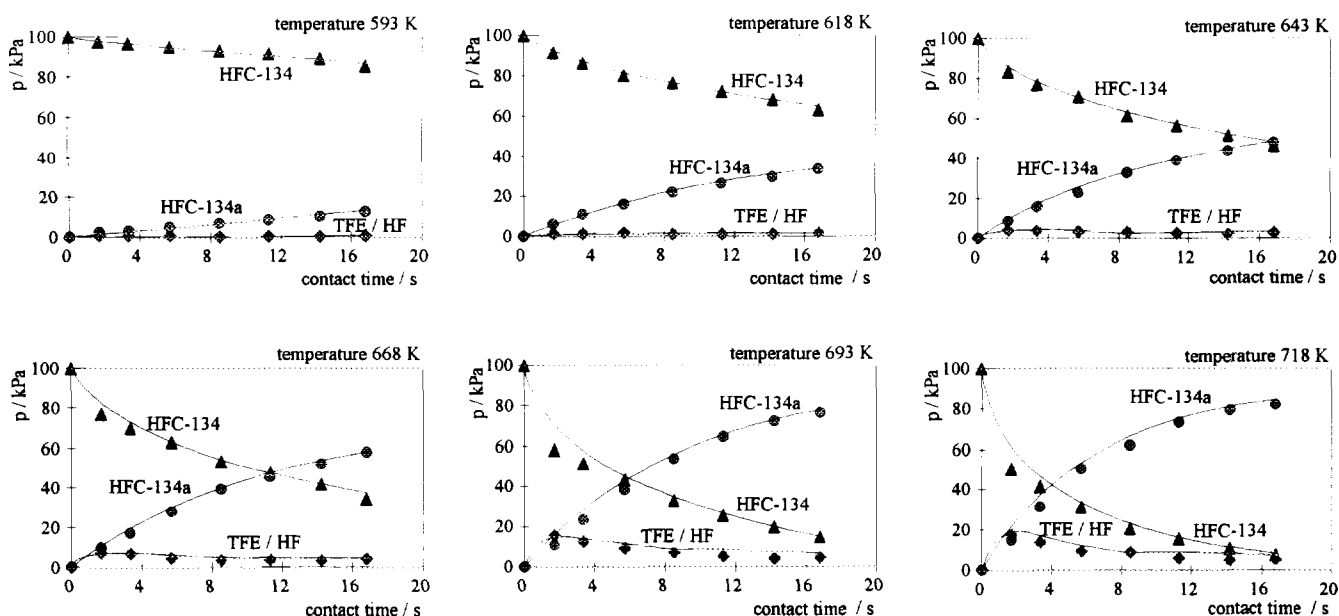 temperature 593 K
p / kPa
100
80
60
40
20
0
HFC-134
HFC-134a
TFE / HF
0 4 8 12 16 20
contact time / s
temperature 618 K
p / kPa
100
80
60
40
20
0
HFC-134
HFC-134a
TFE / HF
0 4 8 12 16 20
contact time / s
temperature 643 K
p / kPa
100
80
60
40
20
0
HFC-134
HFC-134a
TFE / HF
0 4 8 12 16 20
contact time / s
temperature 668 K
p / kPa
100
80
60
40
20
0
HFC-134
HFC-134a
TFE / HF
0 4 8 12 16 20
contact time / s
temperature 693 K
p / kPa
100
80
60
40
20
0
HFC-134a
HFC-134
TFE / HF
0 4 8 12 16 20
contact time / s
temperature 718 K
p / kPa
100
80
60
40
20
0
HFC-134a
TFE / HF
HFC-134
0 4 8 12 16 20
contact time / s